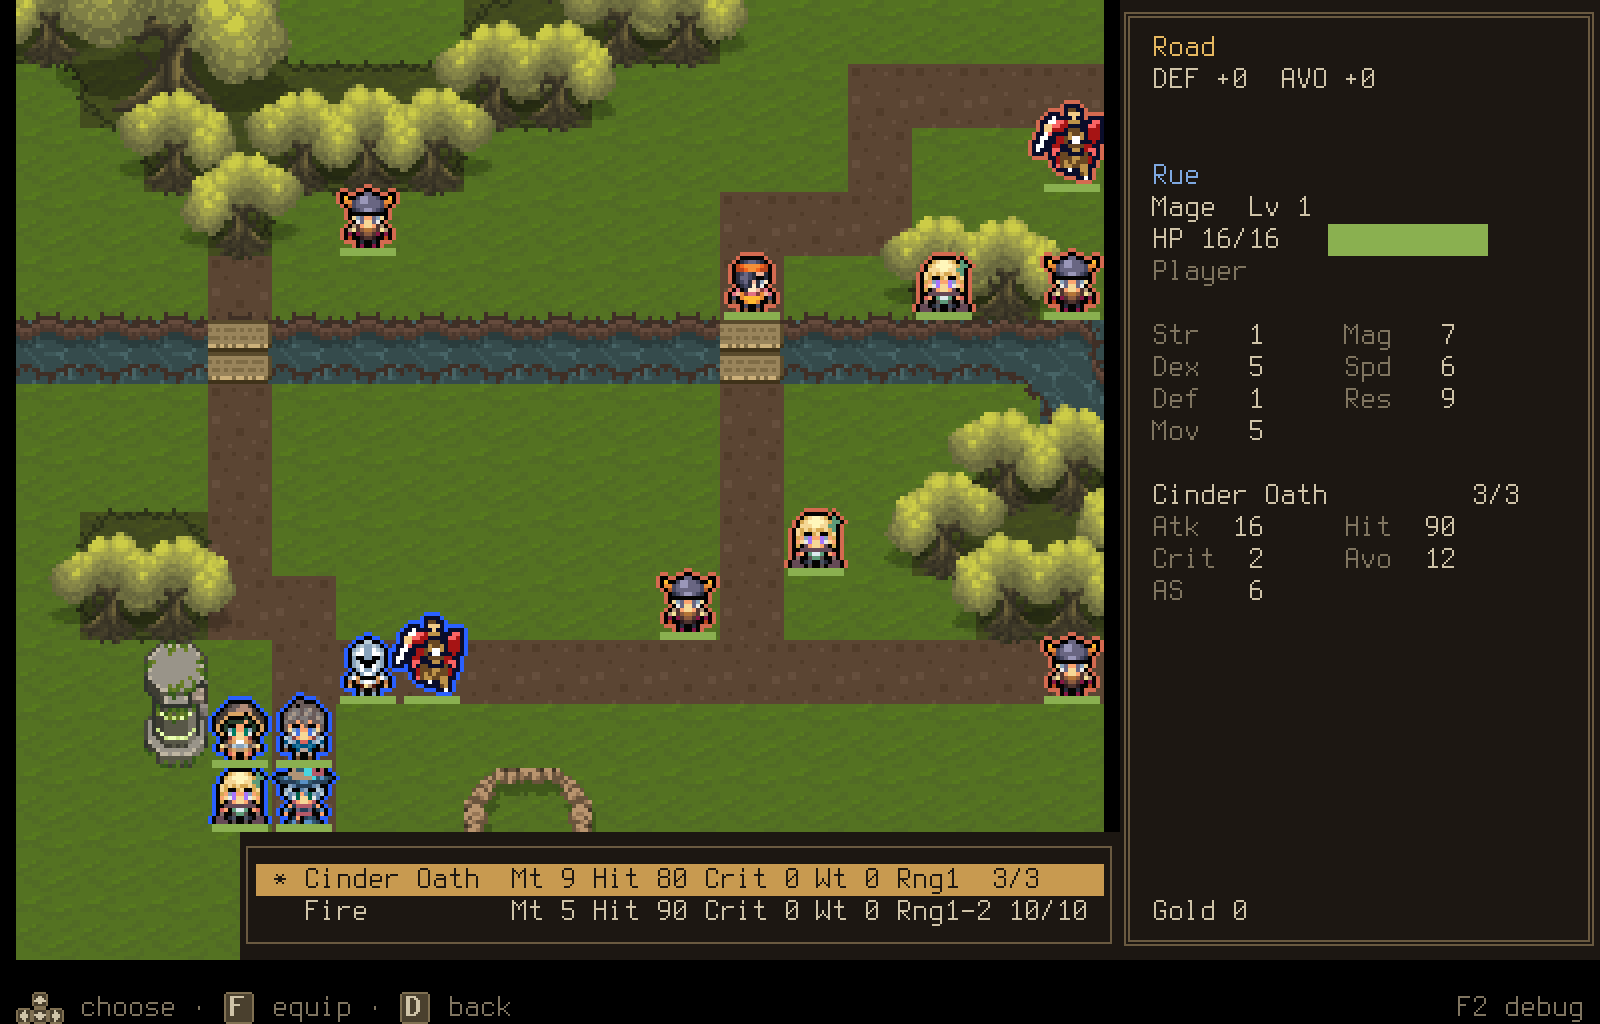 Road
DEF +0 AVO +0
Rue
Mage Lv 1
HP 16/16
Player
Str 1 Mag 7
Dex 5 Spd 6
Def 1 Res 9
Mov 5
Cinder Oath 3/3
Atk 16 Hit 90
Crit 2 Avo 12
AS 6
* Cinder Oath Mt 9 Hit 80 Crit 0 Wt 0 Rng1 3/3
Fire Mt 5 Hit 90 Crit 0 Wt 0 Rng1-2 10/10
Gold 0
choose · F equip · D back
F2 debug